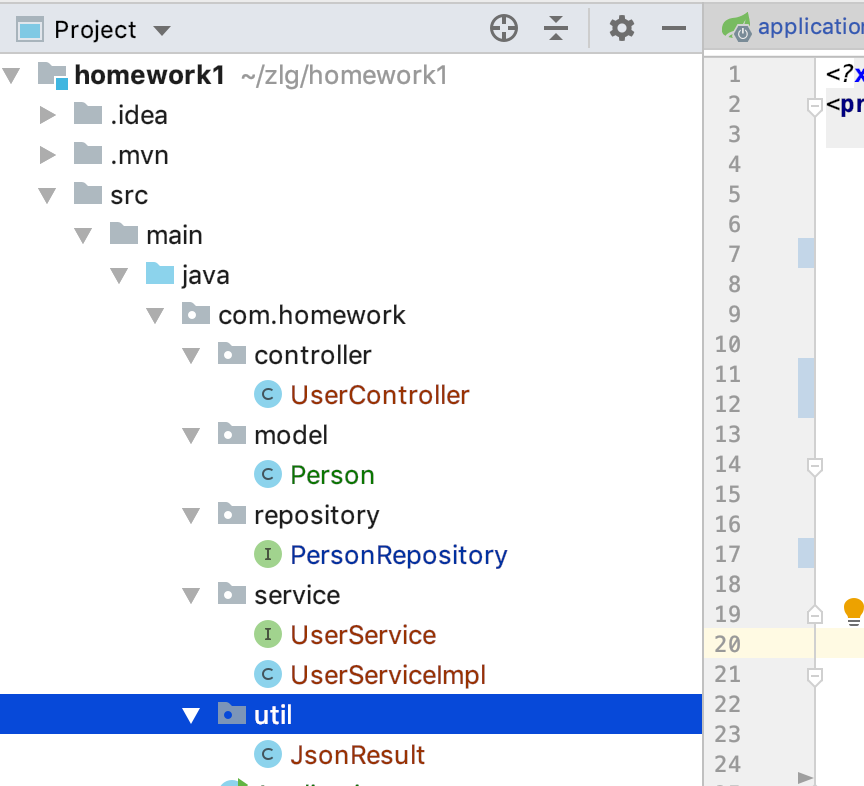 Project
application
homework1 ~/zlg/homework1
.idea
.mvn
src
main
java
com.homework
controller
C UserController
model
C Person
repository
I PersonRepository
service
I UserService
C UserServiceImpl
util
C JsonResult
1 <?x
2 <pr
3
4
5
6
7
8
9
10
11
12
13
14
15
16
17
18
19
20
21
22
23
24